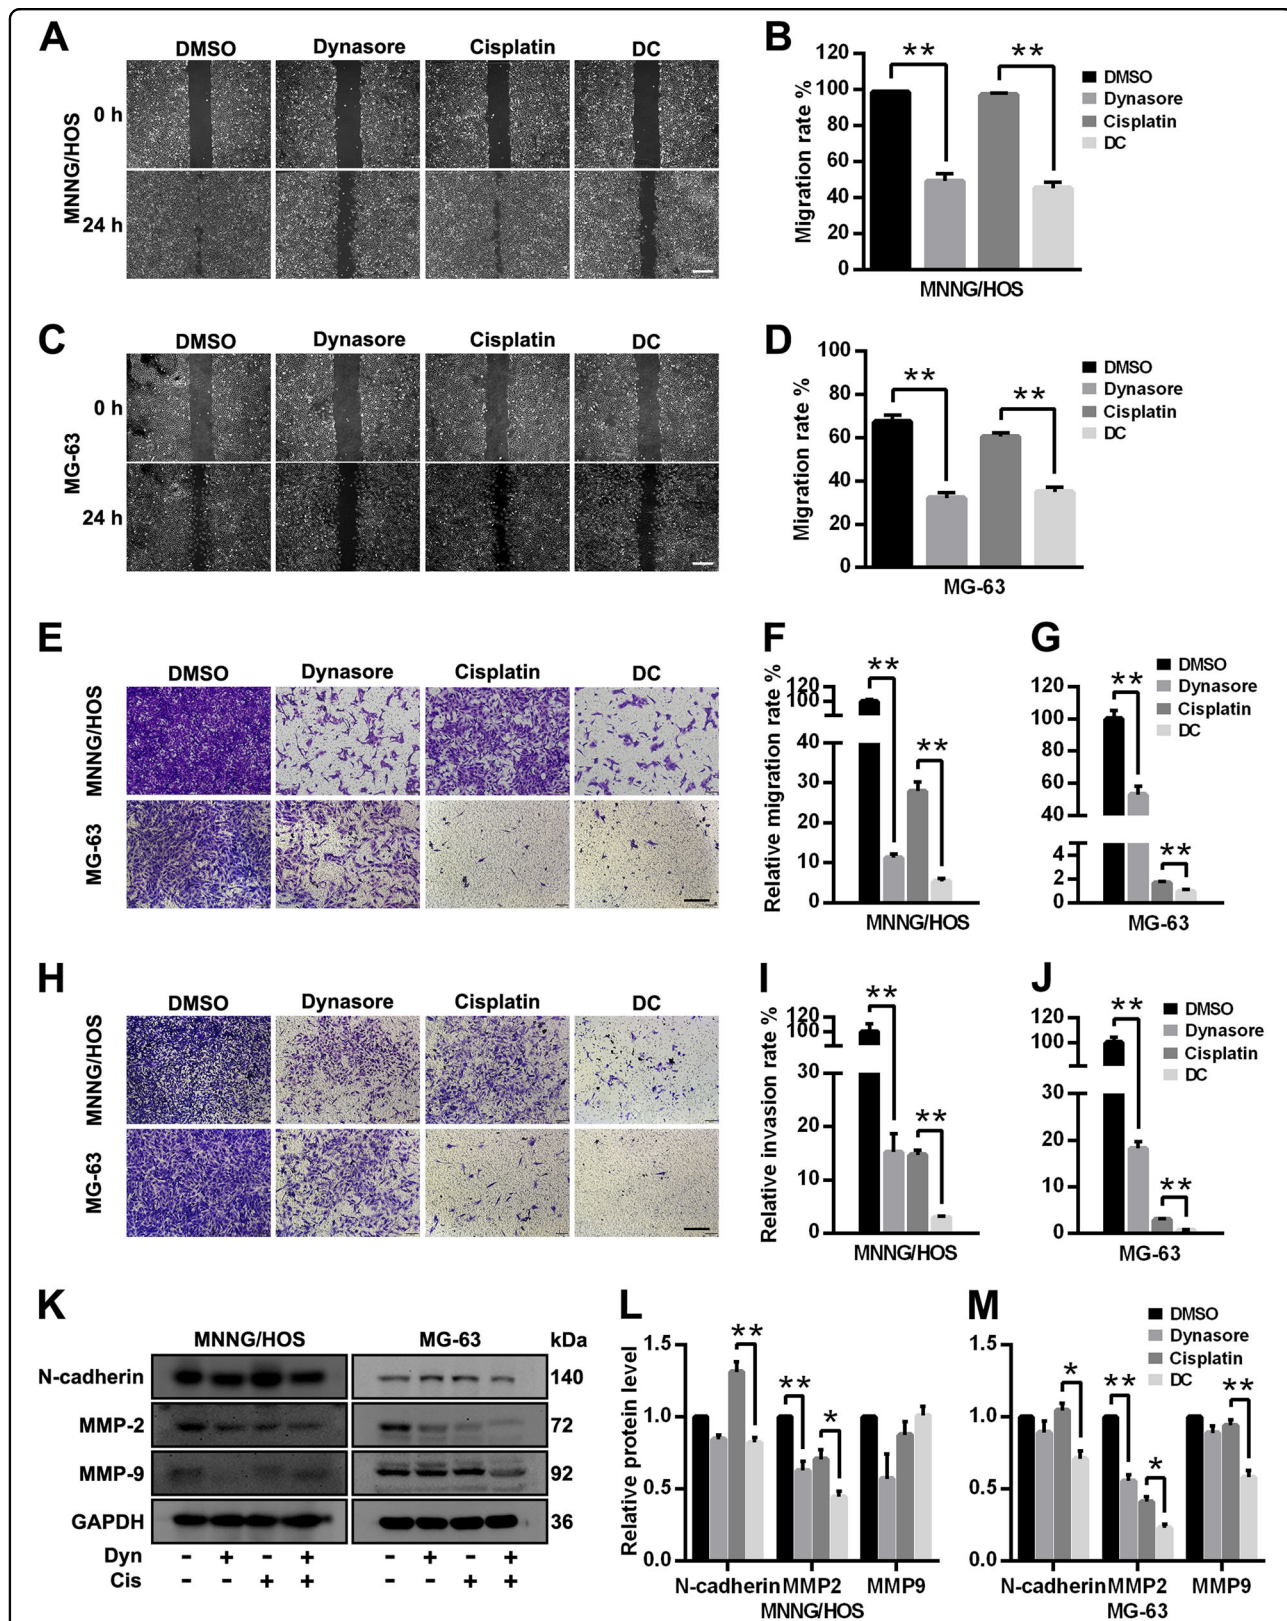 A
DMSO Dynasore Cisplatin DC
MNNG/HOS
0 h
24 h
B
Migration rate %
120
100
80
60
40
20
0
** **
MNNG/HOS
DMSO
Dynasore
Cisplatin
DC
C
DMSO Dynasore Cisplatin DC
MG-63
0 h
24 h
D
Migration rate %
100
80
60
40
20
0
** **
MG-63
DMSO
Dynasore
Cisplatin
DC
E
DMSO Dynasore Cisplatin DC
MNNG/HOS
MG-63
F
Relative migration rate %
120
100
40
30
20
10
0
** **
MNNG/HOS
G
120
100
80
60
40
4
2
0
** **
MG-63
DMSO
Dynasore
Cisplatin
DC
H
DMSO Dynasore Cisplatin DC
MNNG/HOS
MG-63
I
Relative invasion rate %
120
100
30
20
15
10
5
0
** **
MNNG/HOS
J
120
100
30
20
10
0
** **
MG-63
DMSO
Dynasore
Cisplatin
DC
K
MNNG/HOS MG-63 kDa
N-cadherin 140
MMP-2 72
MMP-9 92
GAPDH 36
Dyn - + - + - + - +
Cis - - + + - - + +
L
Relative protein level
1.5
1.0
0.5
0.0
** ** *
N-cadherin MMP2 MMP9
MNNG/HOS
M
1.5
1.0
0.5
0.0
* ** * **
N-cadherin MMP2 MMP9
MG-63
DMSO
Dynasore
Cisplatin
DC